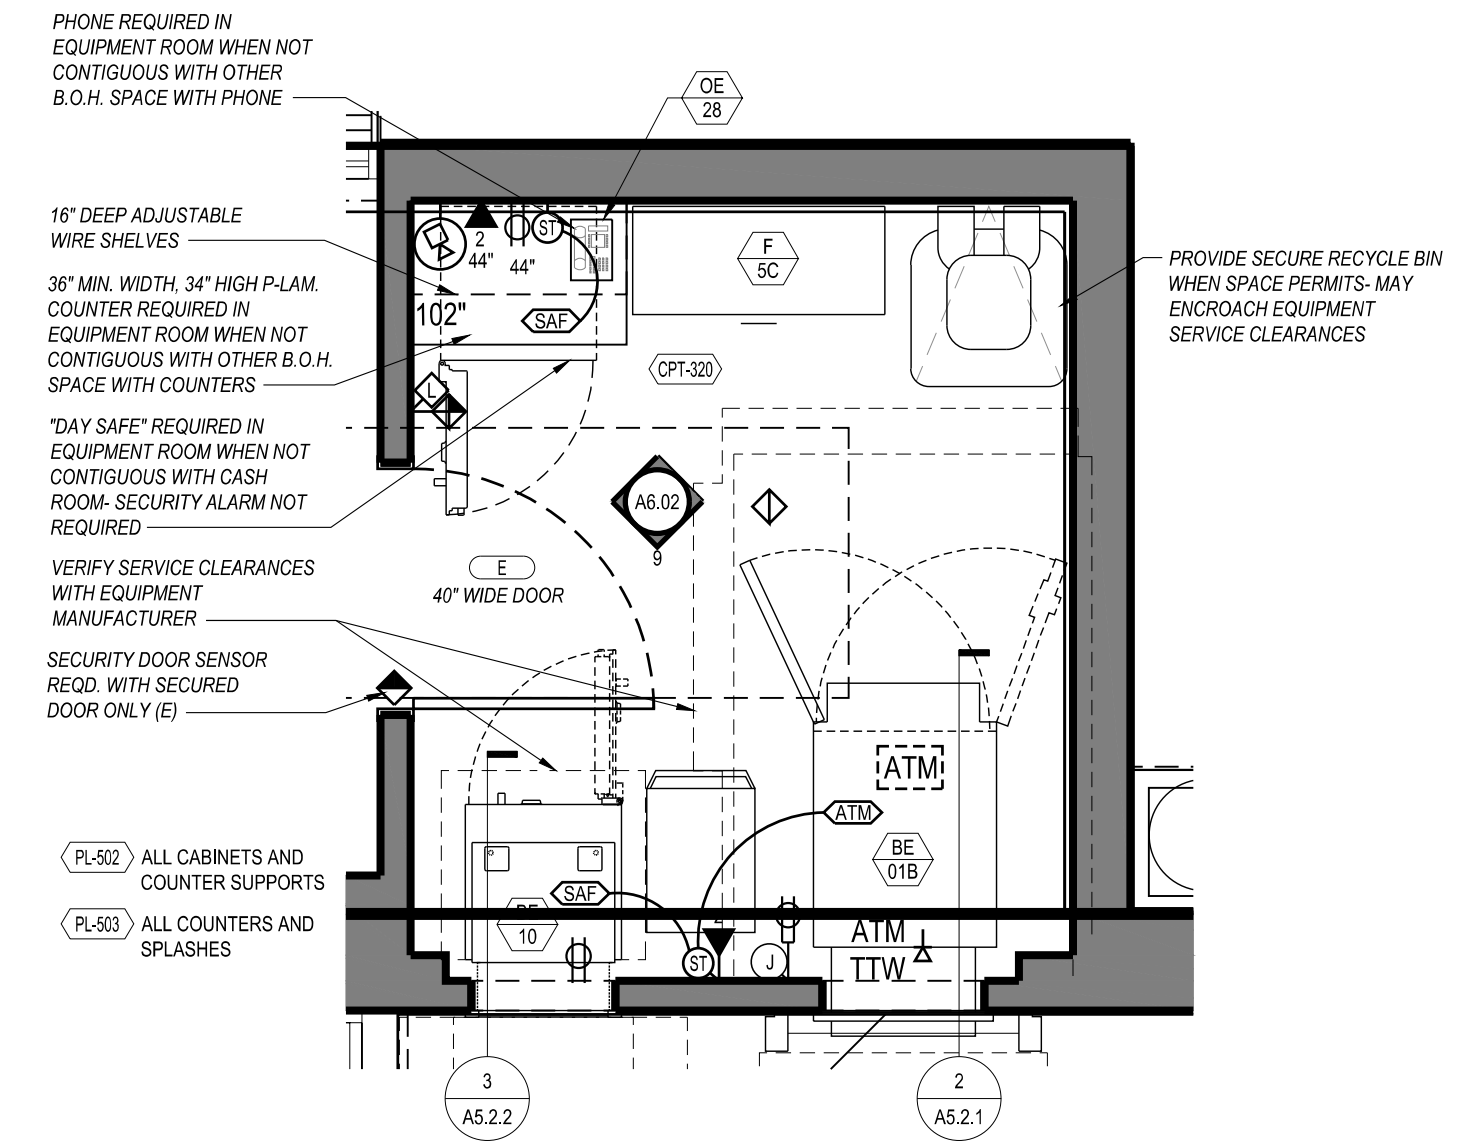 PHONE REQUIRED IN
EQUIPMENT ROOM WHEN NOT
CONTIGUOUS WITH OTHER
B.O.H. SPACE WITH PHONE
OE
28
16" DEEP ADJUSTABLE
WIRE SHELVES
2
44"
44"
ST
F
5C
PROVIDE SECURE RECYCLE BIN
WHEN SPACE PERMITS- MAY
ENCROACH EQUIPMENT
SERVICE CLEARANCES
36" MIN. WIDTH, 34" HIGH P-LAM.
COUNTER REQUIRED IN
EQUIPMENT ROOM WHEN NOT
CONTIGUOUS WITH OTHER B.O.H.
SPACE WITH COUNTERS
102"
SAF
CPT-320
L
"DAY SAFE" REQUIRED IN
EQUIPMENT ROOM WHEN NOT
CONTIGUOUS WITH CASH
ROOM- SECURITY ALARM NOT
REQUIRED
A6.02
9
E
40" WIDE DOOR
VERIFY SERVICE CLEARANCES
WITH EQUIPMENT
MANUFACTURER
SECURITY DOOR SENSOR
REQD. WITH SECURED
DOOR ONLY (E)
ATM
ATM
BE
01B
PL-502
ALL CABINETS AND
COUNTER SUPPORTS
SAF
10
PL-503
ALL COUNTERS AND
SPLASHES
ST
J
ATM
TTW
3
A5.2.2
2
A5.2.1